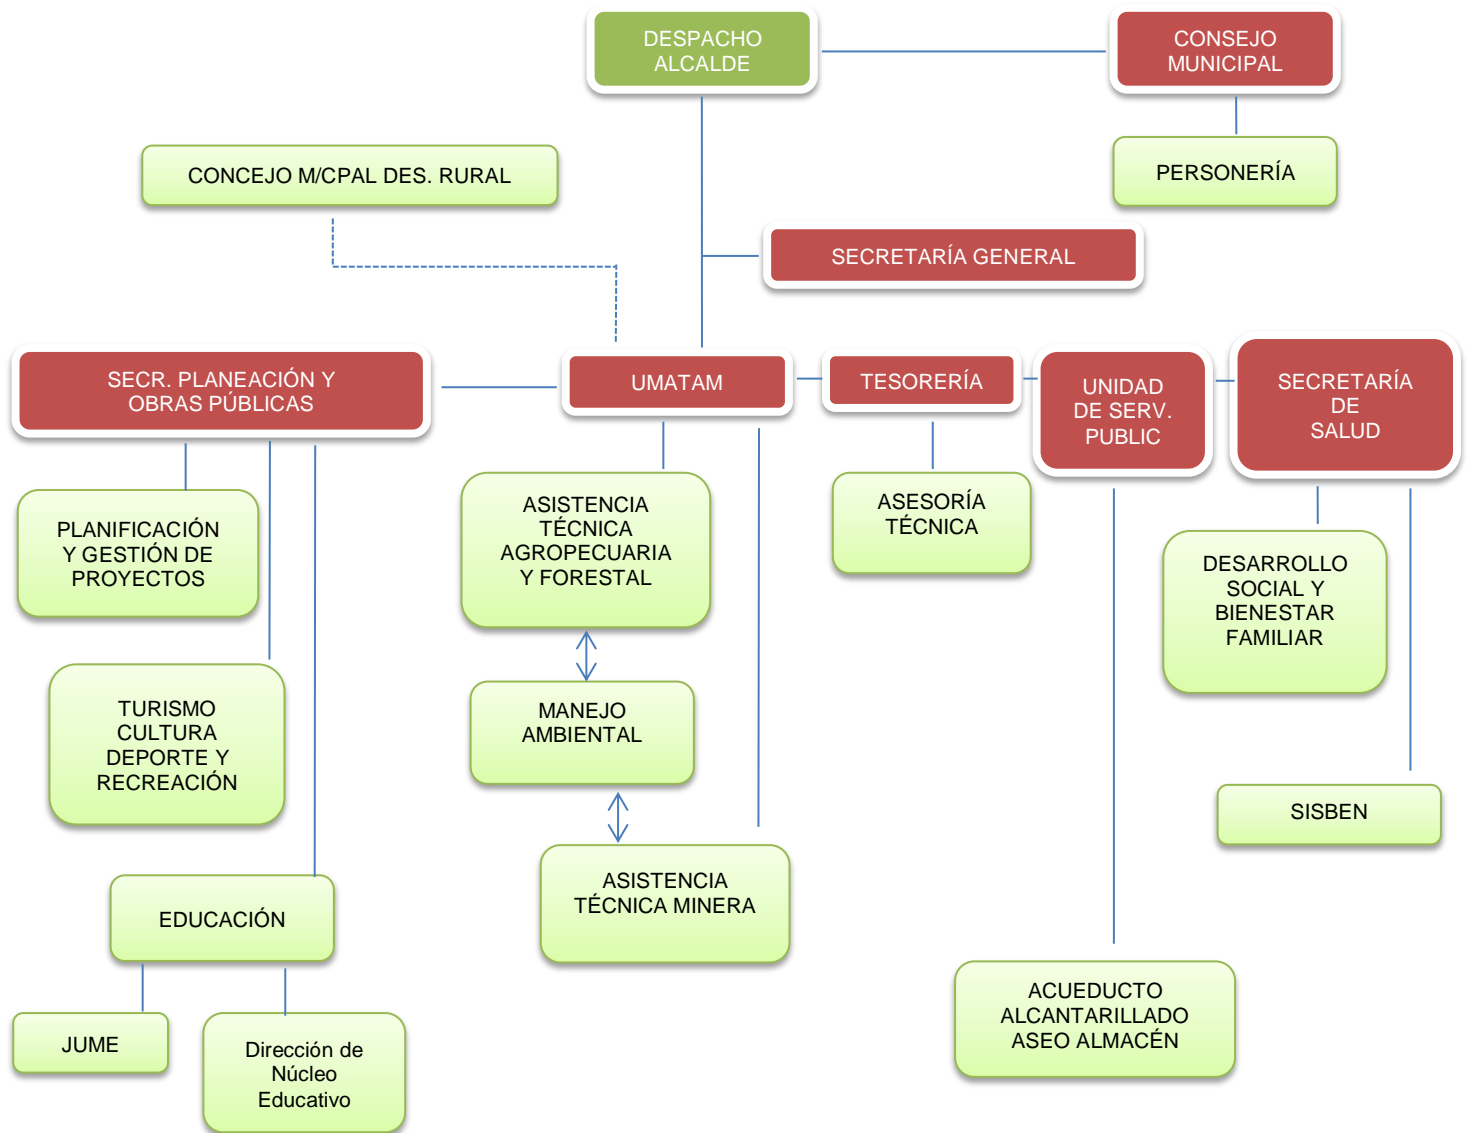 DESPACHO
ALCALDE
CONSEJO
MUNICIPAL
CONCEJO M/CPAL DES. RURAL
PERSONERÍA
SECRETARÍA GENERAL
SECR. PLANEACIÓN Y
OBRAS PÚBLICAS
UMATAM
TESORERÍA
UNIDAD
DE SERV.
PUBLIC
SECRETARÍA
DE
SALUD
PLANIFICACIÓN
Y GESTIÓN DE
PROYECTOS
ASISTENCIA
TÉCNICA
AGROPECUARIA
Y FORESTAL
ASESORÍA
TÉCNICA
DESARROLLO
SOCIAL Y
BIENESTAR
FAMILIAR
TURISMO
CULTURA
DEPORTE Y
RECREACIÓN
MANEJO
AMBIENTAL
SISBEN
ASISTENCIA
TÉCNICA MINERA
EDUCACIÓN
ACUEDUCTO
ALCANTARILLADO
ASEO ALMACÉN
JUME
Dirección de
Núcleo
Educativo